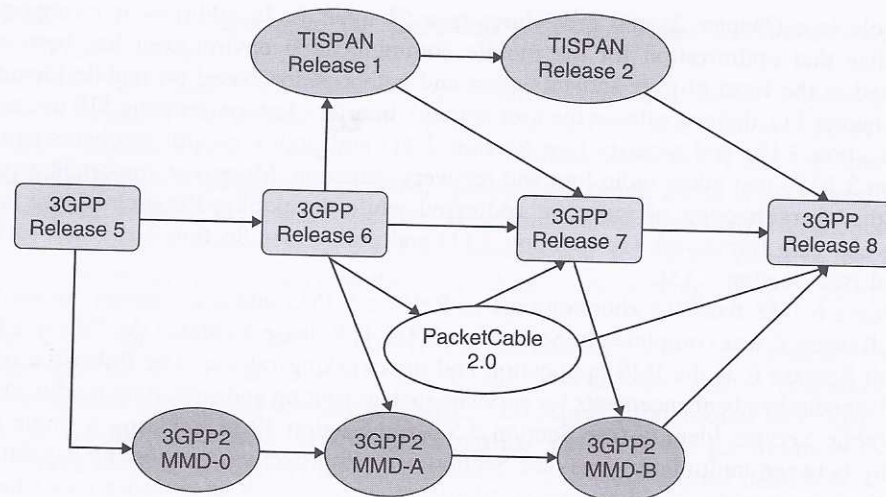 TISPAN
Release 1
TISPAN
Release 2
3GPP
Release 5
3GPP
Release 6
3GPP
Release 7
3GPP
Release 8
PacketCable
2.0
3GPP2
MMD-0
3GPP2
MMD-A
3GPP2
MMD-B